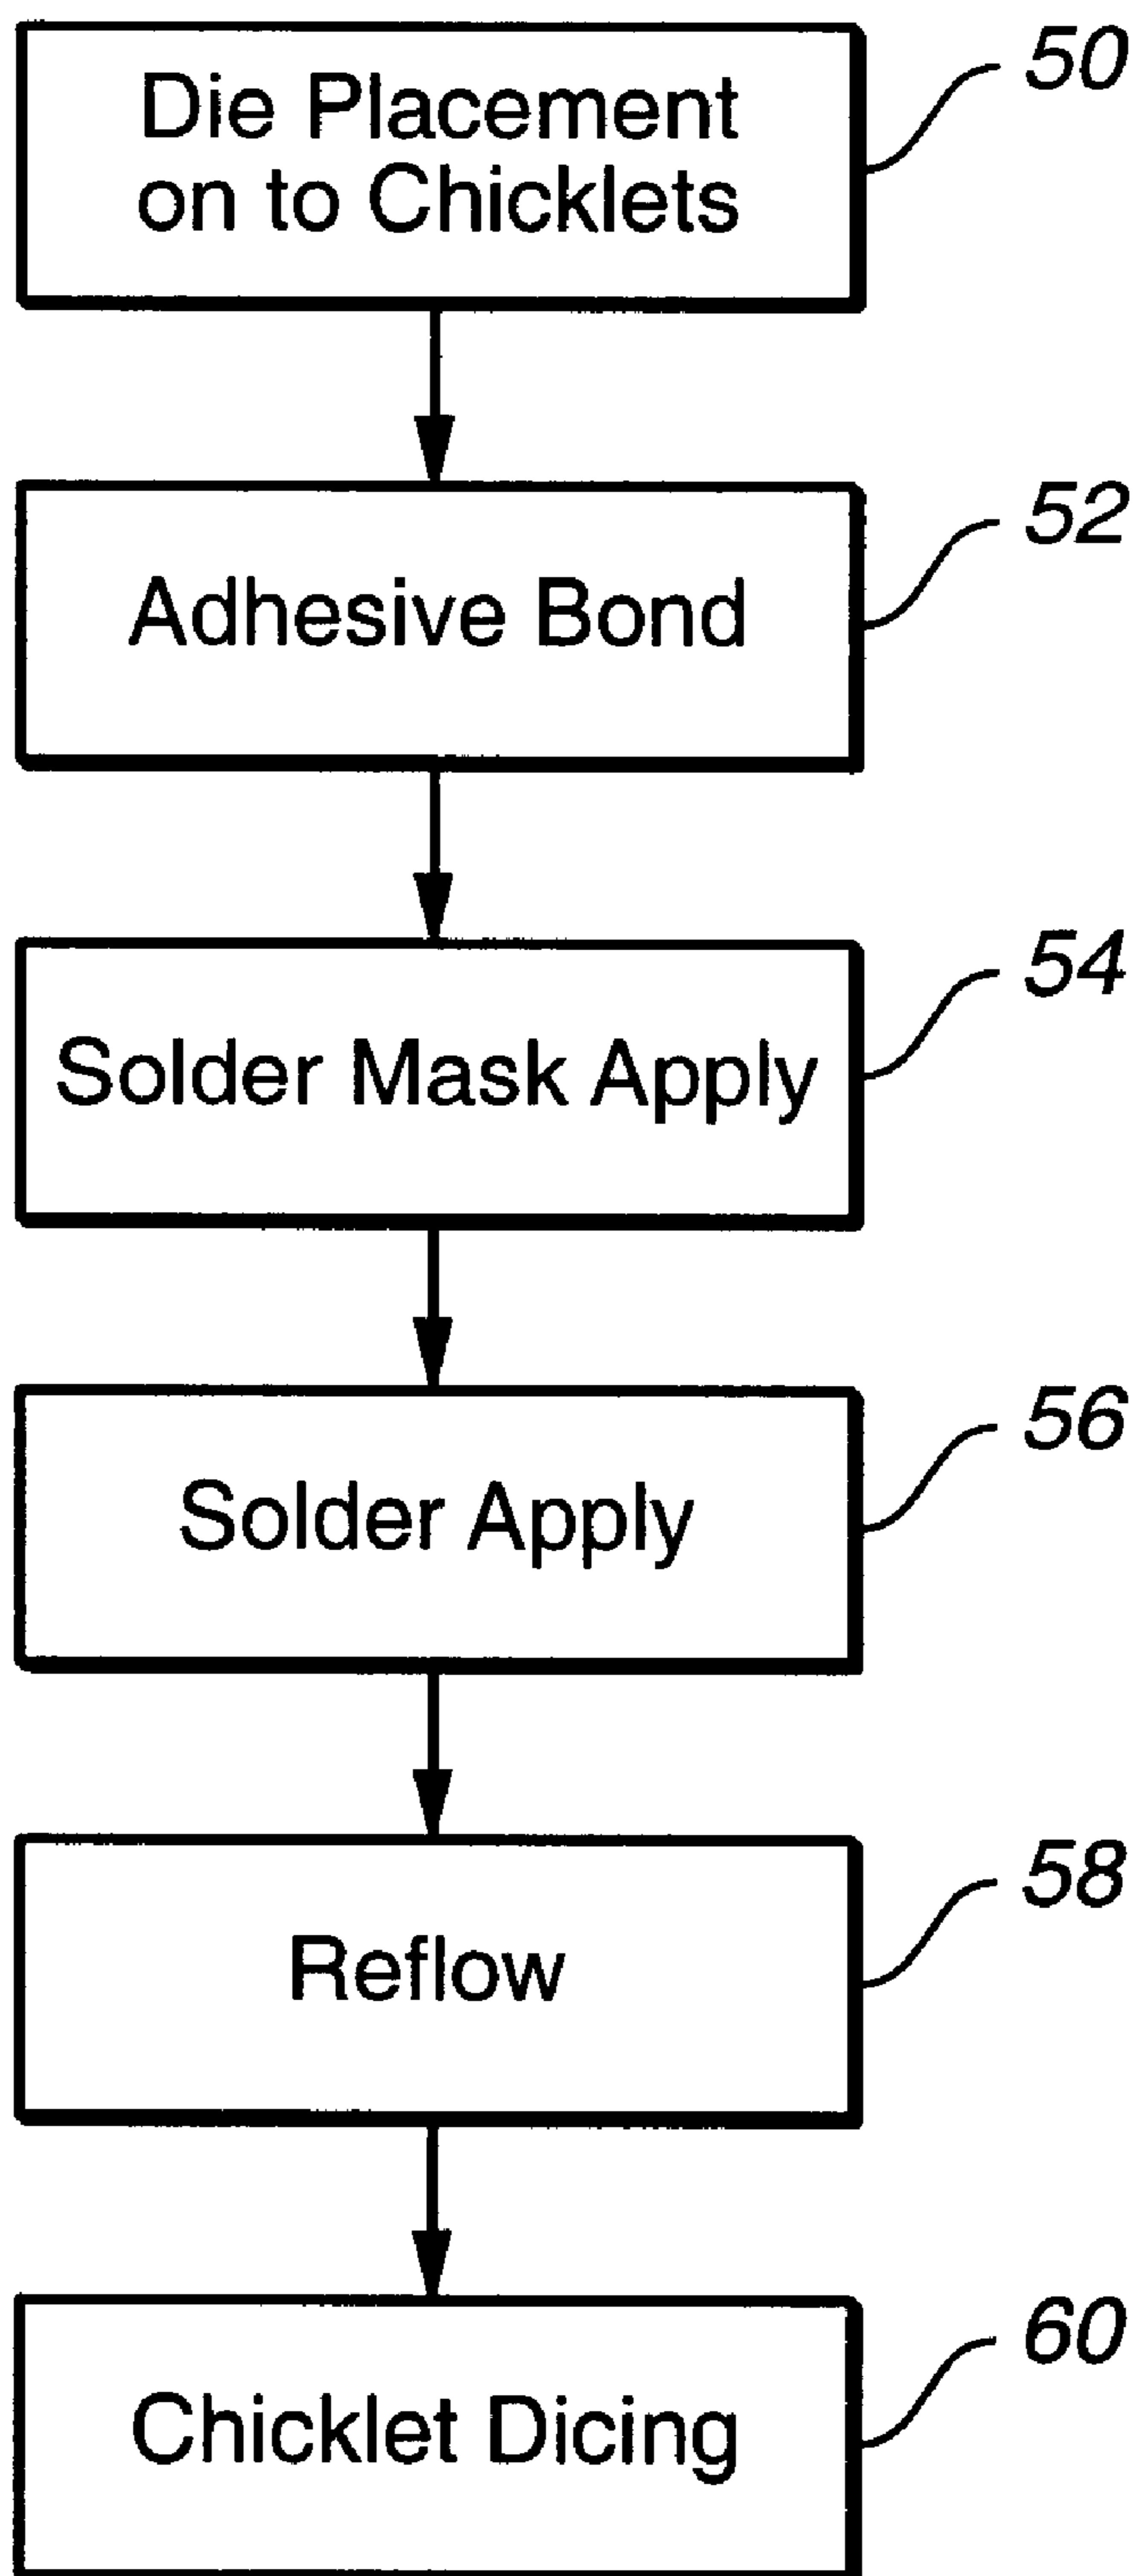 Die Placement
on to Chicklets
50
Adhesive Bond
52
Solder Mask Apply
54
Solder Apply
56
Reflow
58
Chicklet Dicing
60